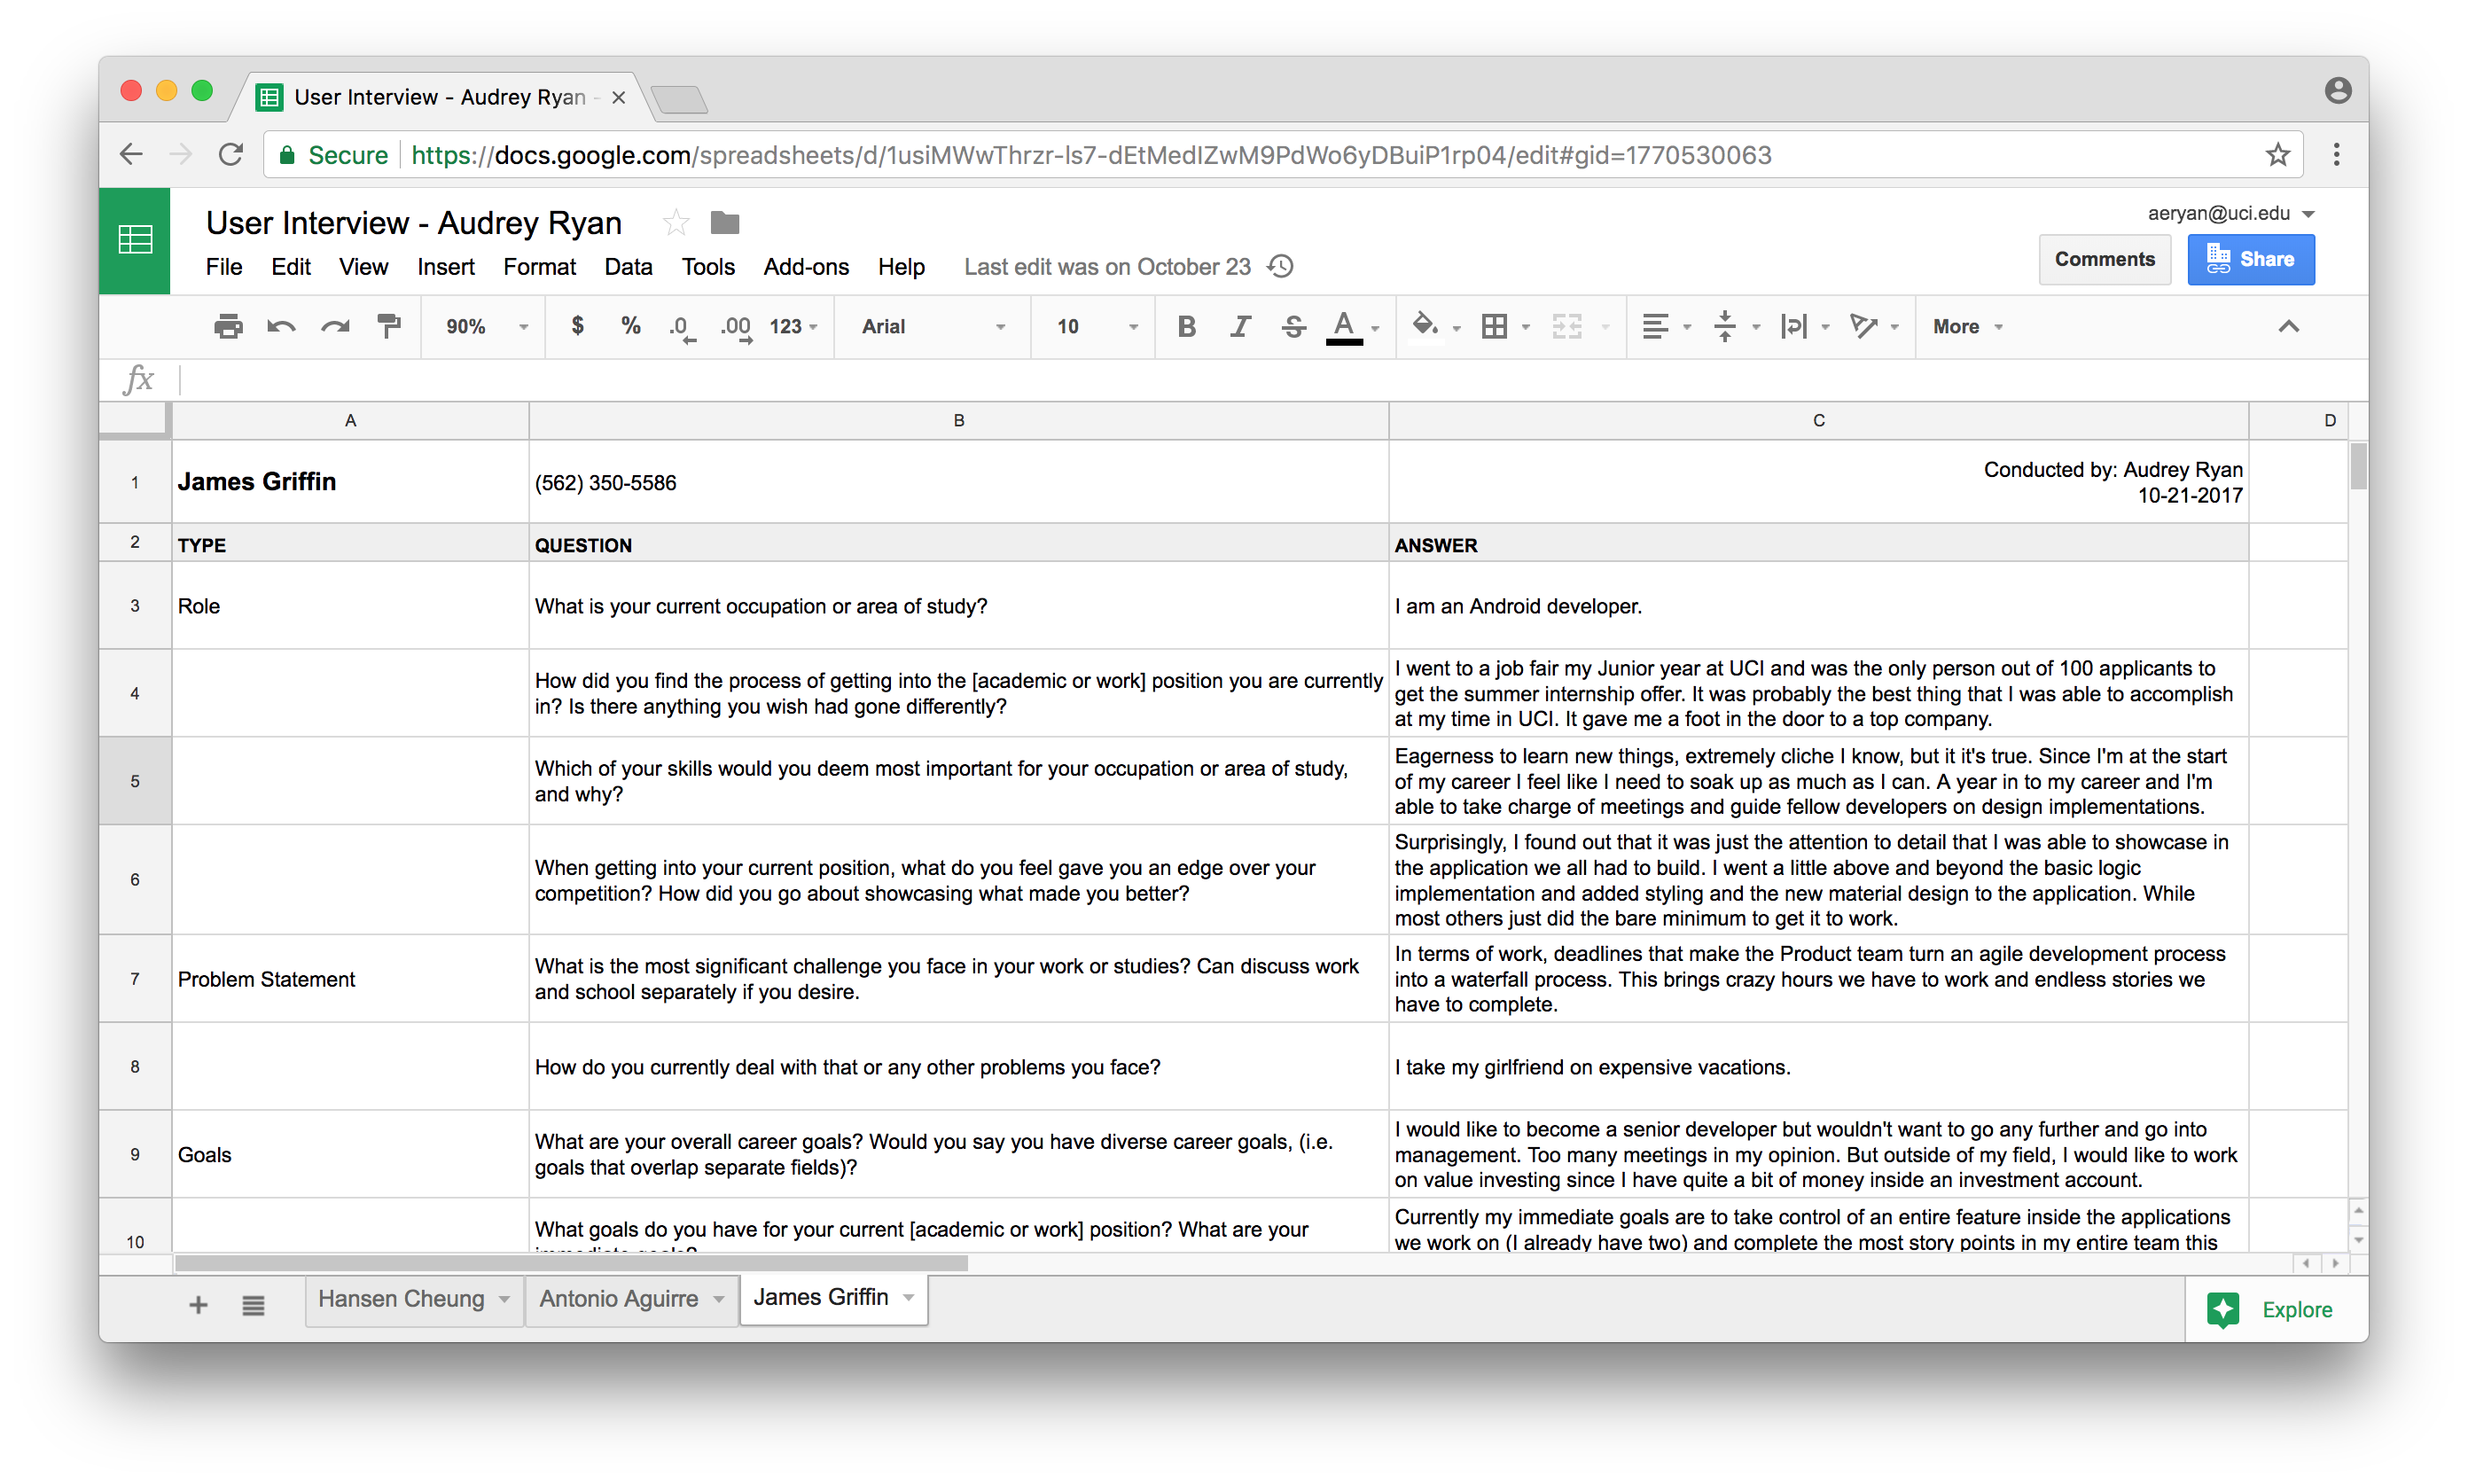 User Interview - Audrey Ryan -
Secure
https://docs.google.com/spreadsheets/d/1usiMWwThrzr-ls7-dEtMedIZwM9PdWo6yDBuiP1rp04/edit#gid=1770530063
User Interview - Audrey Ryan
aeryan@uci.edu
File Edit View Insert Format Data Tools Add-ons Help Last edit was on October 23
Comments
Share
90% $ % .0 .00 123 Arial 10 B I S A More
fx
A B C D
1 James Griffin (562) 350-5586
Conducted by: Audrey Ryan
10-21-2017
2 TYPE QUESTION ANSWER
3 Role
What is your current occupation or area of study?
I am an Android developer.
4
How did you find the process of getting into the [academic or work] position you are currently
in? Is there anything you wish had gone differently?
I went to a job fair my Junior year at UCI and was the only person out of 100 applicants to
get the summer internship offer. It was probably the best thing that I was able to accomplish
at my time in UCI. It gave me a foot in the door to a top company.
5
Which of your skills would you deem most important for your occupation or area of study,
and why?
Eagerness to learn new things, extremely cliche I know, but it it's true. Since I'm at the start
of my career I feel like I need to soak up as much as I can. A year in to my career and I'm
able to take charge of meetings and guide fellow developers on design implementations.
6
When getting into your current position, what do you feel gave you an edge over your
competition? How did you go about showcasing what made you better?
Surprisingly, I found out that it was just the attention to detail that I was able to showcase in
the application we all had to build. I went a little above and beyond the basic logic
implementation and added styling and the new material design to the application. While
most others just did the bare minimum to get it to work.
7 Problem Statement
What is the most significant challenge you face in your work or studies? Can discuss work
and school separately if you desire.
In terms of work, deadlines that make the Product team turn an agile development process
into a waterfall process. This brings crazy hours we have to work and endless stories we
have to complete.
8
How do you currently deal with that or any other problems you face?
I take my girlfriend on expensive vacations.
9 Goals
What are your overall career goals? Would you say you have diverse career goals, (i.e.
goals that overlap separate fields)?
I would like to become a senior developer but wouldn't want to go any further and go into
management. Too many meetings in my opinion. But outside of my field, I would like to work
on value investing since I have quite a bit of money inside an investment account.
10
What goals do you have for your current [academic or work] position? What are your
immediate goals?
Currently my immediate goals are to take control of an entire feature inside the applications
we work on (I already have two) and complete the most story points in my entire team this
Hansen Cheung
Antonio Aguirre
James Griffin
Explore